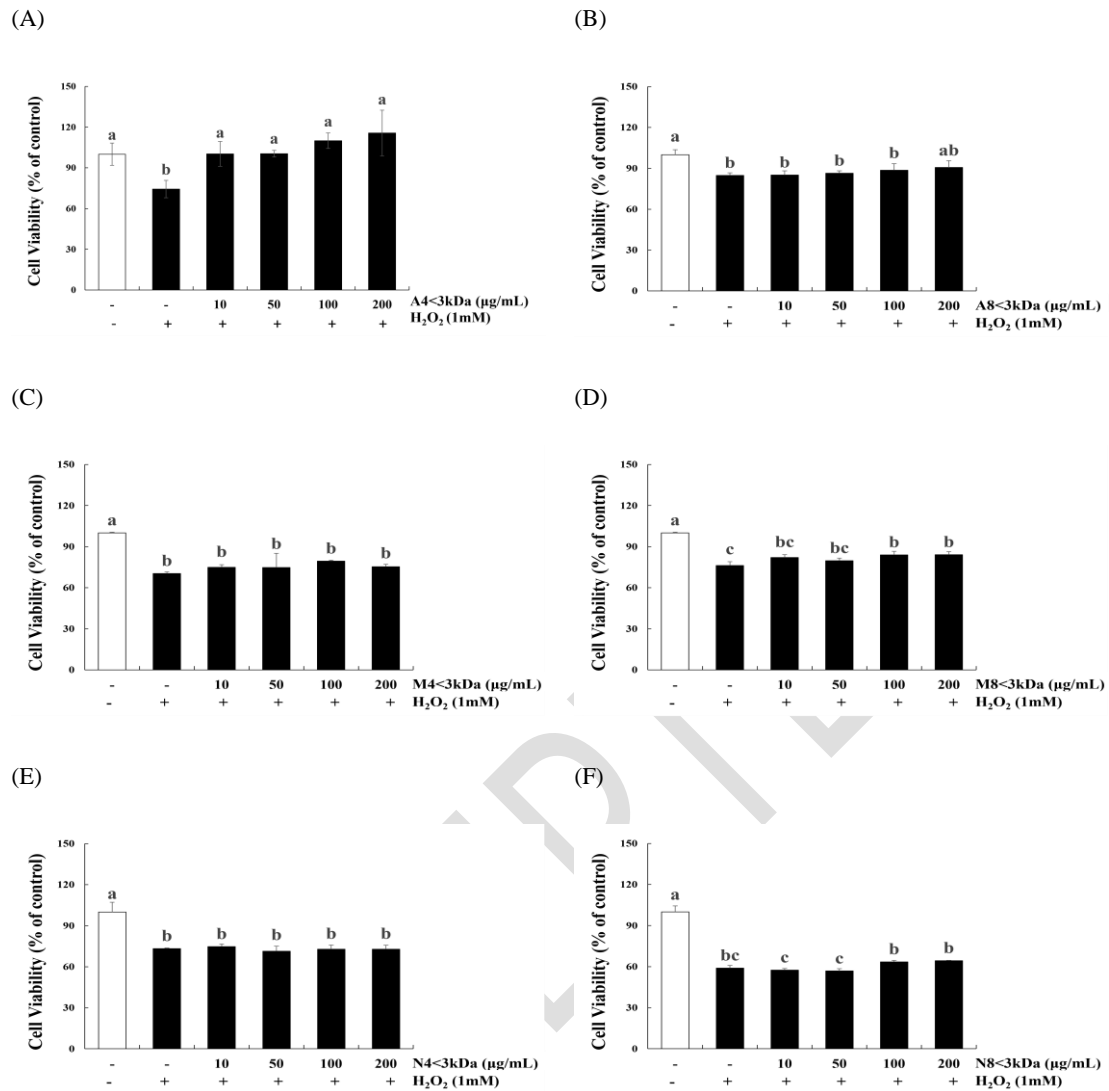 (A)
Cell Viability (% of control)
150
120
90
60
30
0
a b a a a a
- - 10 50 100 200 A4<3kDa (µg/mL)
- + + + + + H₂O₂ (1mM)
(B)
Cell Viability (% of control)
150
120
90
60
30
0
a b b b b ab
- - 10 50 100 200 A8<3kDa (µg/mL)
- + + + + + H₂O₂ (1mM)
(C)
Cell Viability (% of control)
150
120
90
60
30
0
a b b b b b
- - 10 50 100 200 M4<3kDa (µg/mL)
- + + + + + H₂O₂ (1mM)
(D)
Cell Viability (% of control)
150
120
90
60
30
0
a c bc bc b b
- - 10 50 100 200 M8<3kDa (µg/mL)
- + + + + + H₂O₂ (1mM)
(E)
Cell Viability (% of control)
150
120
90
60
30
0
a b b b b b
- - 10 50 100 200 N4<3kDa (µg/mL)
- + + + + + H₂O₂ (1mM)
(F)
Cell Viability (% of control)
150
120
90
60
30
0
a bc c c b b
- - 10 50 100 200 N8<3kDa (µg/mL)
- + + + + + H₂O₂ (1mM)